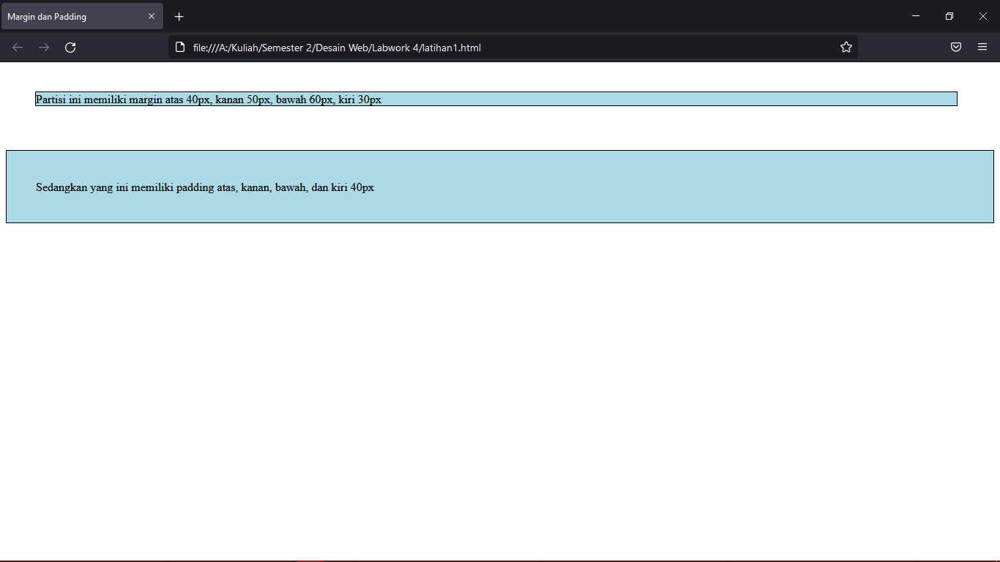 Margin dan Padding
file:///A:/Kuliah/Semester 2/Desain Web/Labwork 4/latihan1.html
Partisi ini memiliki margin atas 40px, kanan 50px, bawah 60px, kiri 30px
Sedangkan yang ini memiliki padding atas, kanan, bawah, dan kiri 40px